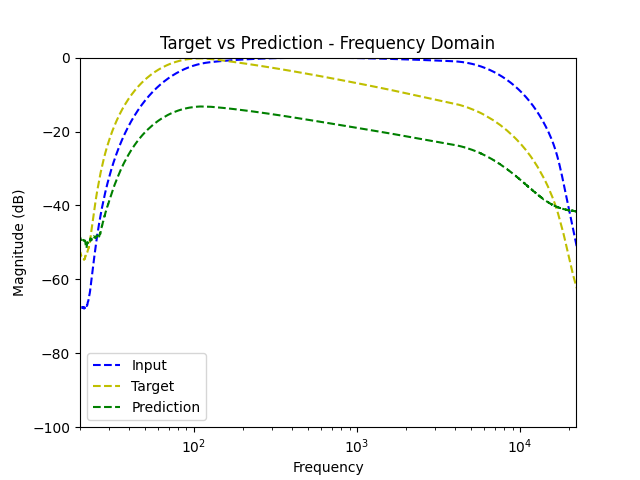 Target vs Prediction - Frequency Domain
0
−20
−40
−60
−80
−100
Magnitude (dB)
Input
Target
Prediction
10²
10³
10⁴
Frequency